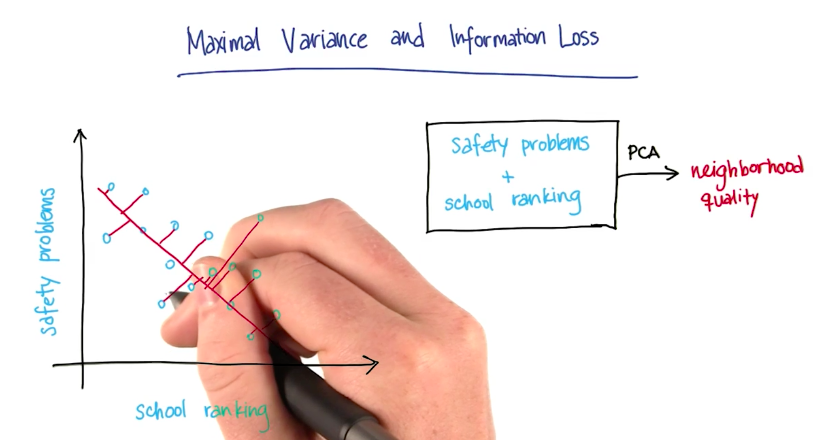 Maximal Variance and Information Loss
safety problems
+
school ranking
PCA
neighborhood
quality
safety problems
school ranking